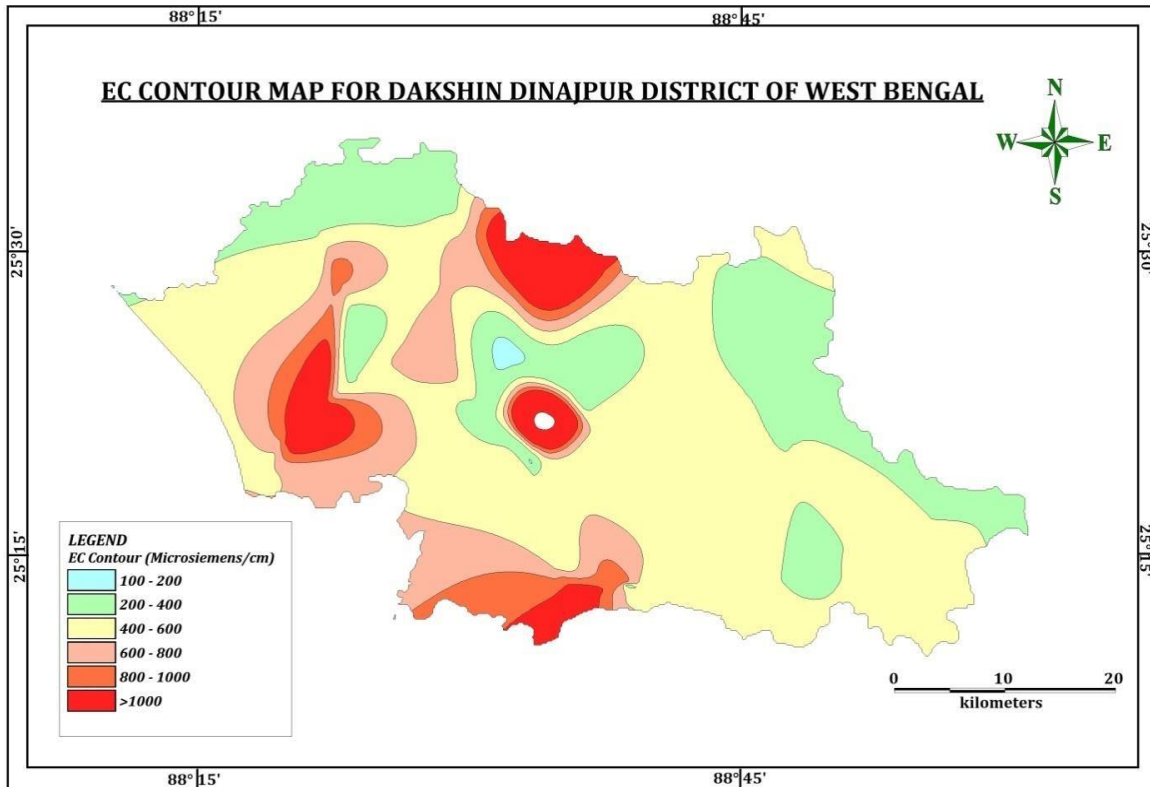 88° 15' 88° 45'
EC CONTOUR MAP FOR DAKSHIN DINAJPUR DISTRICT OF WEST BENGAL
N
W E
S
25° 30' 25° 30'
25° 15' 25° 15'
LEGEND
EC Contour (Microsiemens/cm)
100 - 200
200 - 400
400 - 600
600 - 800
800 - 1000
>1000
0 10 20
kilometers
88° 15' 88° 45'